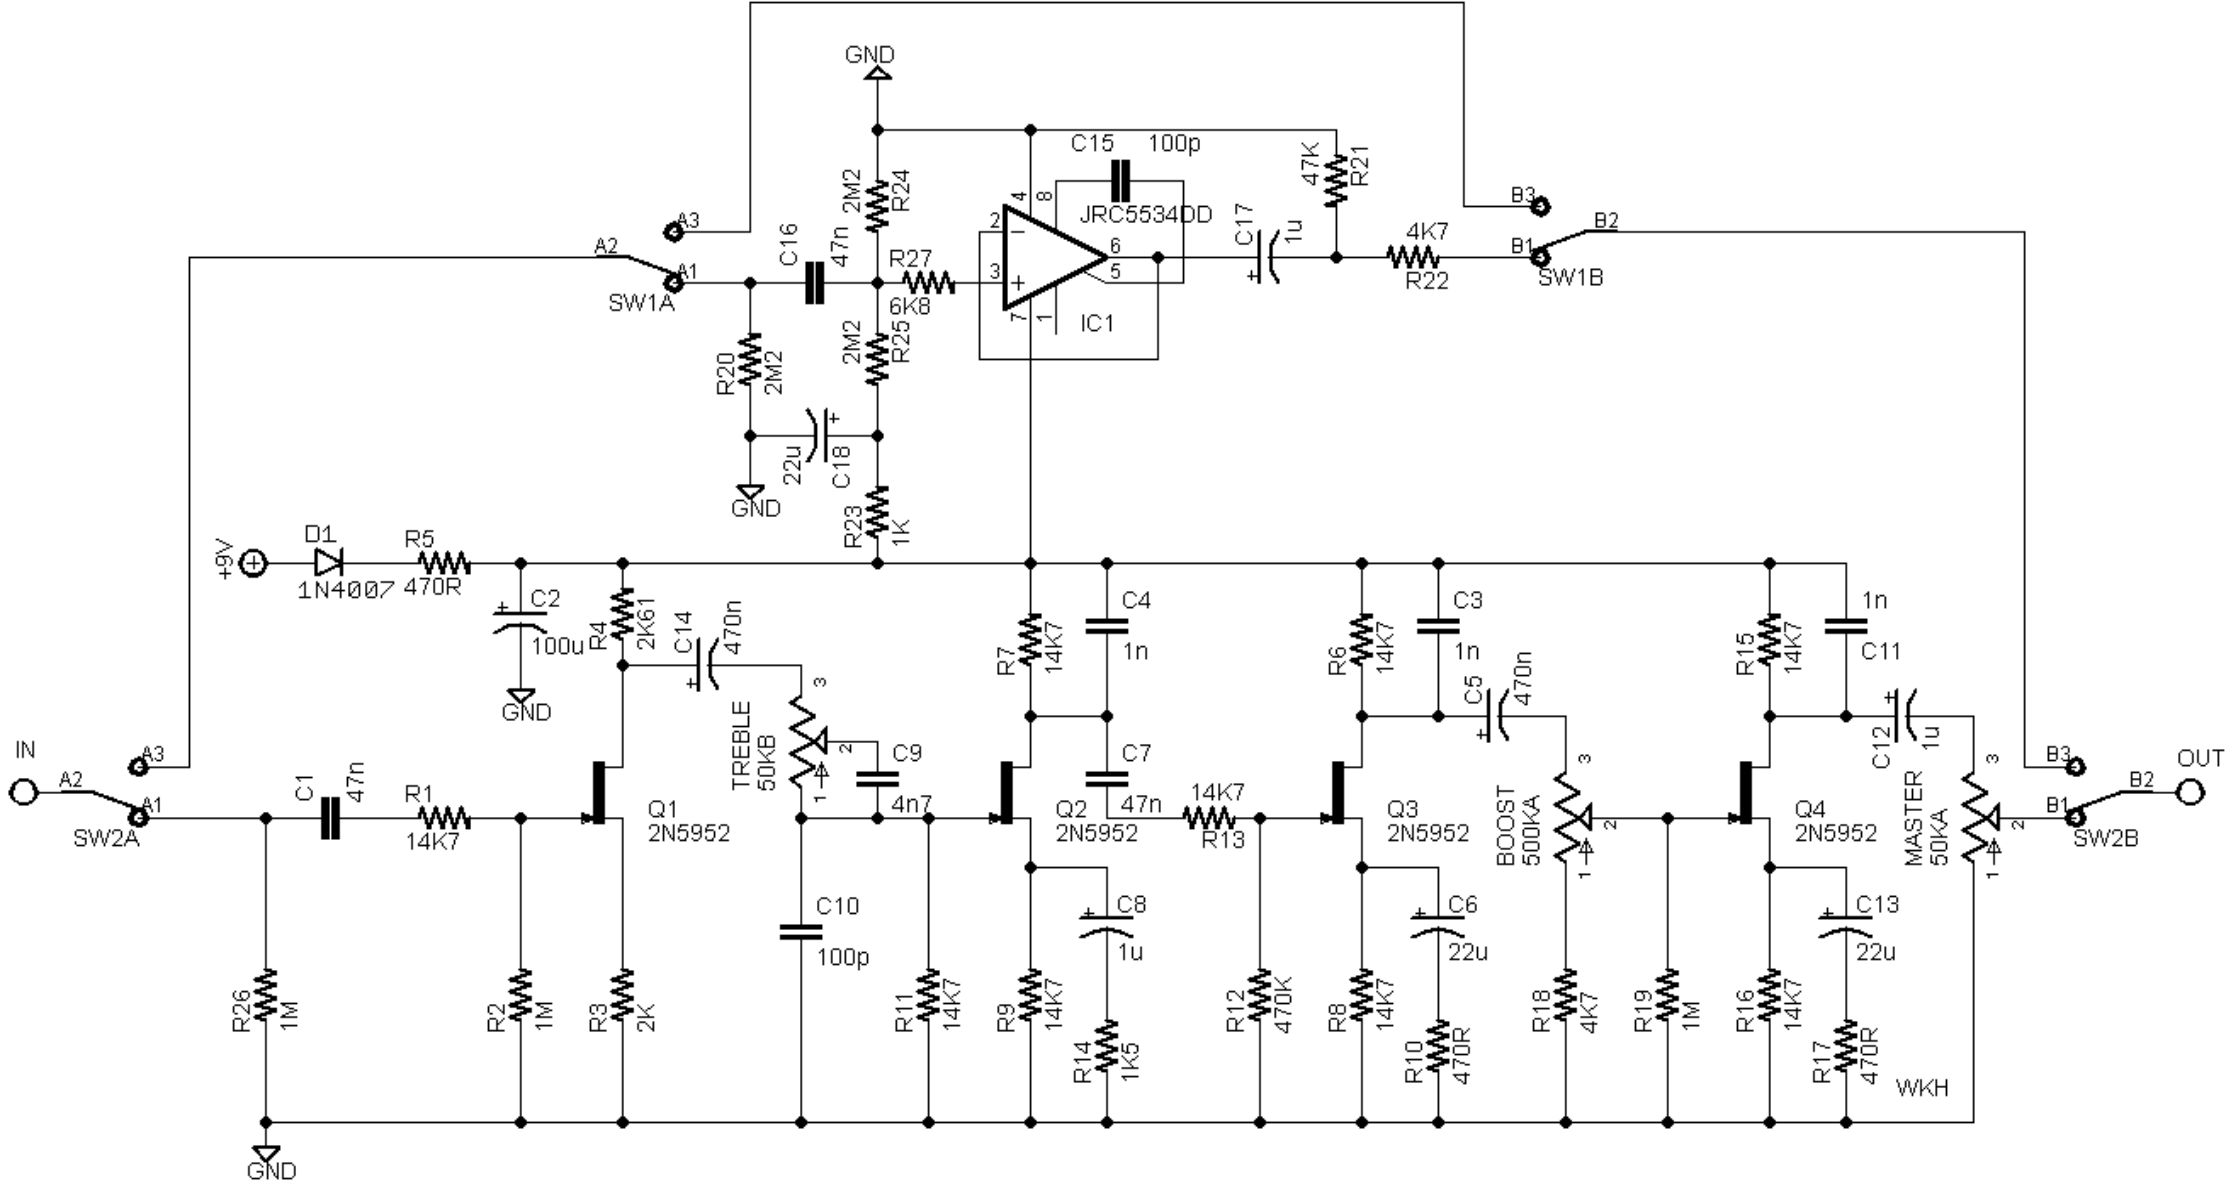 GND
C15 100p
47K
R21
2M2
R24
4
8
JRC5534DD
C17
1u
B3
B2
B1
SW1B
A3
A2
A1
SW1A
C16
47n
R27
6K8
2
3
6
5
7
1
IC1
4K7
R22
2M2
R25
R20
2M2
22u
C18
GND
R23
1K
+9V
D1
1N4007
R5
470R
C2
100u
GND
R4
2K61
C14
470n
R7
14K7
C4
1n
R6
14K7
C3
1n
R15
14K7
1n
C11
C5
470n
C12
1u
IN
A3
A2
A1
SW2A
C1
47n
R1
14K7
Q1
2N5952
TREBLE
50KB
3
2
1
C9
4n7
Q2
2N5952
C7
47n
14K7
R13
Q3
2N5952
BOOST
500KA
3
2
1
Q4
2N5952
MASTER
50KA
3
2
1
B3
B2
B1
SW2B
OUT
C10
100p
C8
1u
C6
22u
C13
22u
R26
1M
R2
1M
R3
2K
R11
14K7
R9
14K7
R14
1K5
R12
470K
R8
14K7
R10
470R
R18
4K7
R19
1M
R16
14K7
R17
470R
WKH
GND